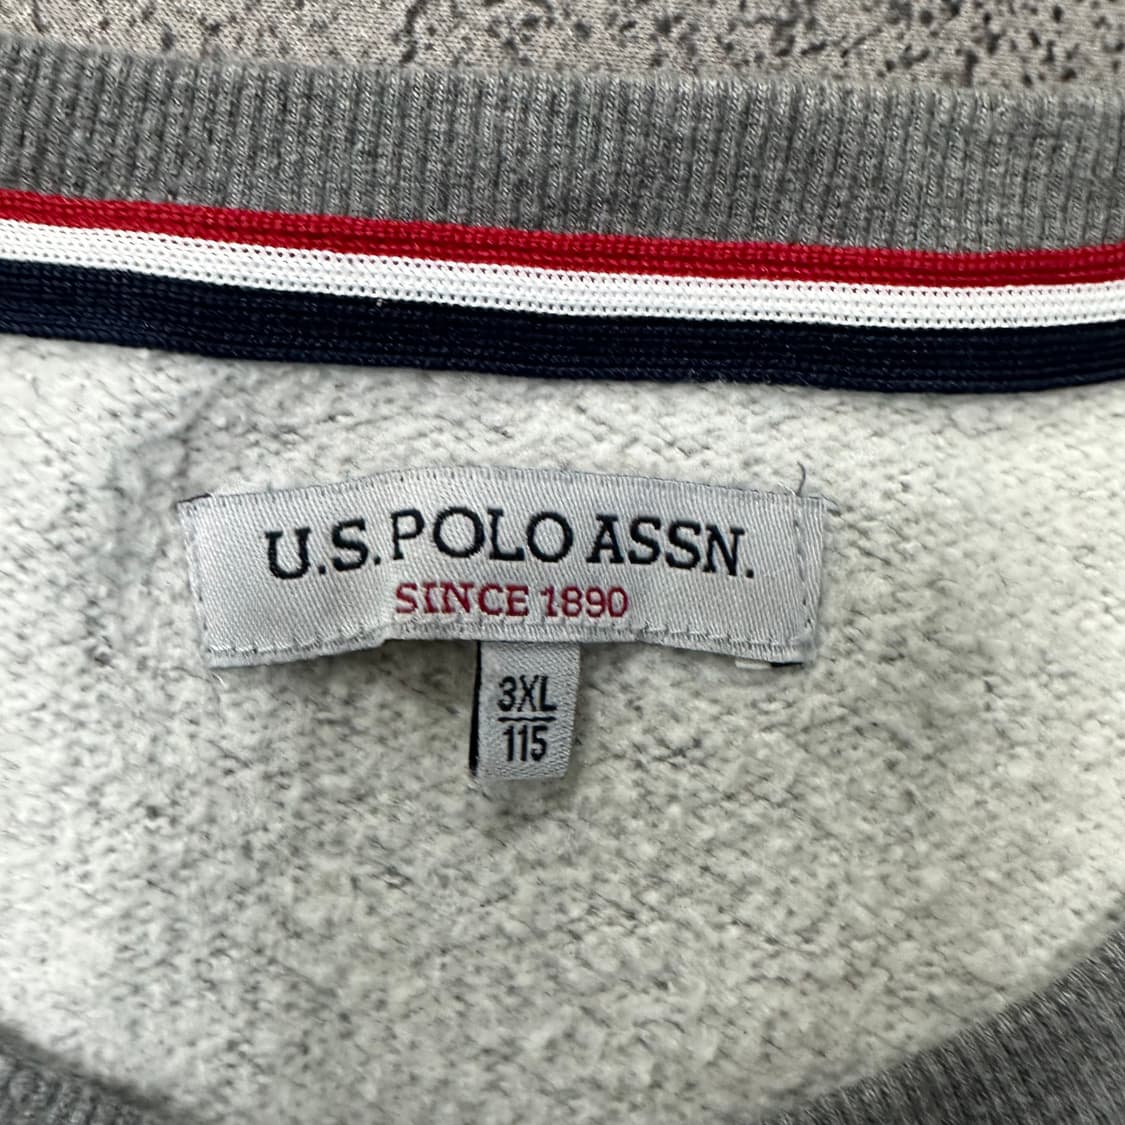 U.S. POLO ASSN.
SINCE 1890
3XL
115